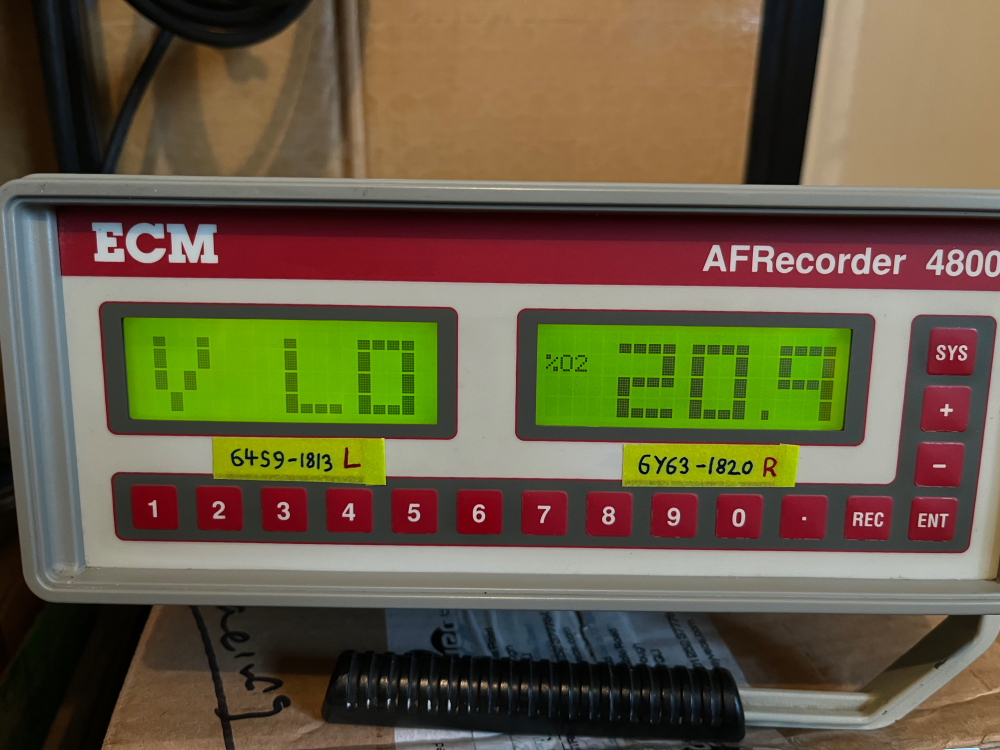 ECM
AFRecorder 4800
V LO
%O2 20.9
SYS
+
-
64S9-1813 L
6Y63-1820 R
1 2 3 4 5 6 7 8 9 0 . REC ENT